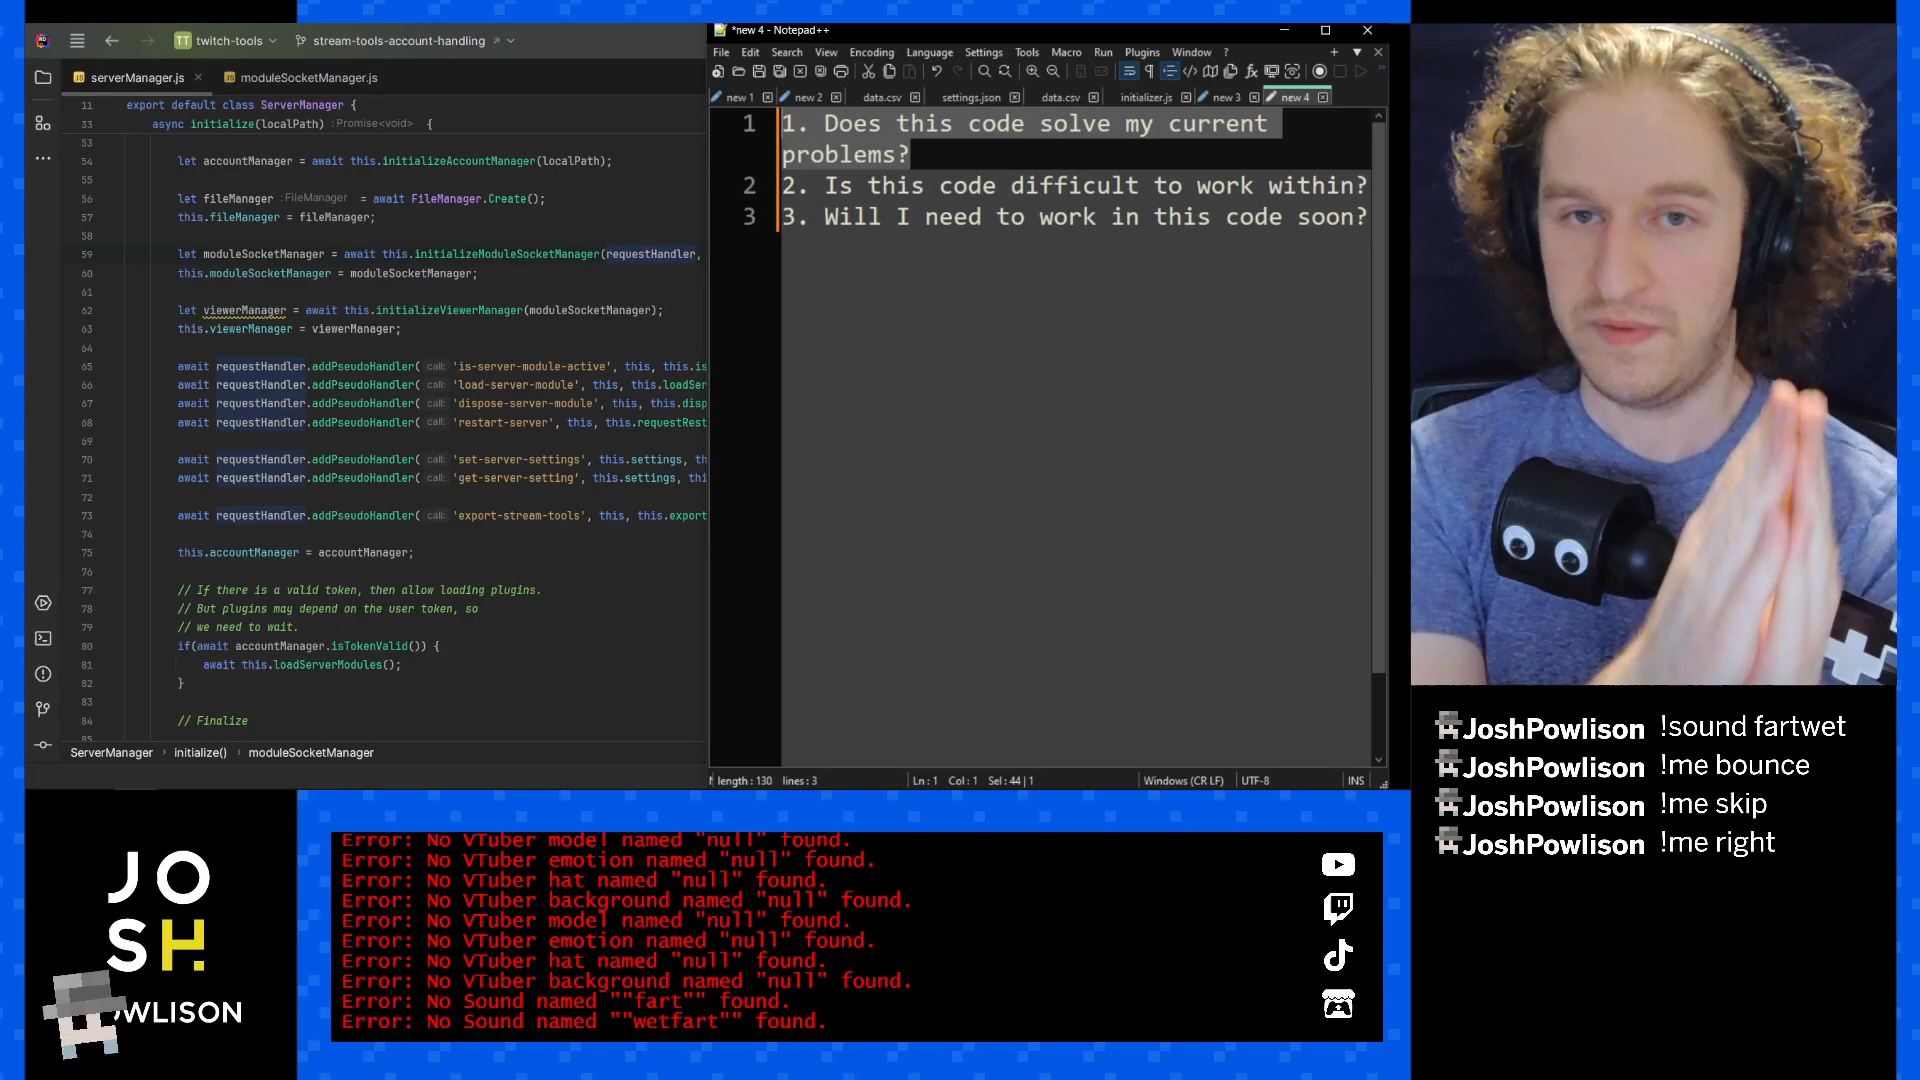 twitch-tools
stream-tools-account-handling
serverManager.js
moduleSocketManager.js
11 export default class ServerManager {
33 async initialize(localPath) : Promise<void> {
53
54 let accountManager = await this.initializeAccountManager(localPath);
55
56 let fileManager : FileManager = await FileManager.Create();
57 this.fileManager = fileManager;
58
59 let moduleSocketManager = await this.initializeModuleSocketManager(requestHandler,
60 this.moduleSocketManager = moduleSocketManager;
61
62 let viewerManager = await this.initializeViewerManager(moduleSocketManager);
63 this.viewerManager = viewerManager;
64
65 await requestHandler.addPseudoHandler( call: 'is-server-module-active', this, this.is
66 await requestHandler.addPseudoHandler( call: 'load-server-module', this, this.loadSer
67 await requestHandler.addPseudoHandler( call: 'dispose-server-module', this, this.disp
68 await requestHandler.addPseudoHandler( call: 'restart-server', this, this.requestRest
69
70 await requestHandler.addPseudoHandler( call: 'set-server-settings', this.settings, th
71 await requestHandler.addPseudoHandler( call: 'get-server-setting', this.settings, thi
72
73 await requestHandler.addPseudoHandler( call: 'export-stream-tools', this, this.export
74
75 this.accountManager = accountManager;
76
77 // If there is a valid token, then allow loading plugins.
78 // But plugins may depend on the user token, so
79 // we need to wait.
80 if(await accountManager.isTokenValid()) {
81 await this.loadServerModules();
82 }
83
84 // Finalize
85
ServerManager › initialize() › moduleSocketManager
*new 4 - Notepad++
File Edit Search View Encoding Language Settings Tools Macro Run Plugins Window ?
new 1 new 2 data.csv settings.json data.csv initializer.js new 3 new 4
1 1. Does this code solve my current
problems?
2 2. Is this code difficult to work within?
3 3. Will I need to work in this code soon?
length : 130 lines : 3 Ln : 1 Col : 1 Sel : 44 | 1 Windows (CR LF) UTF-8 INS
JoshPowlison !sound fartwet
JoshPowlison !me bounce
JoshPowlison !me skip
JoshPowlison !me right
JO
SH
WLISON
Error: No VTuber model named "null" found.
Error: No VTuber emotion named "null" found.
Error: No VTuber hat named "null" found.
Error: No VTuber background named "null" found.
Error: No VTuber model named "null" found.
Error: No VTuber emotion named "null" found.
Error: No VTuber hat named "null" found.
Error: No VTuber background named "null" found.
Error: No Sound named ""fart"" found.
Error: No Sound named ""wetfart"" found.